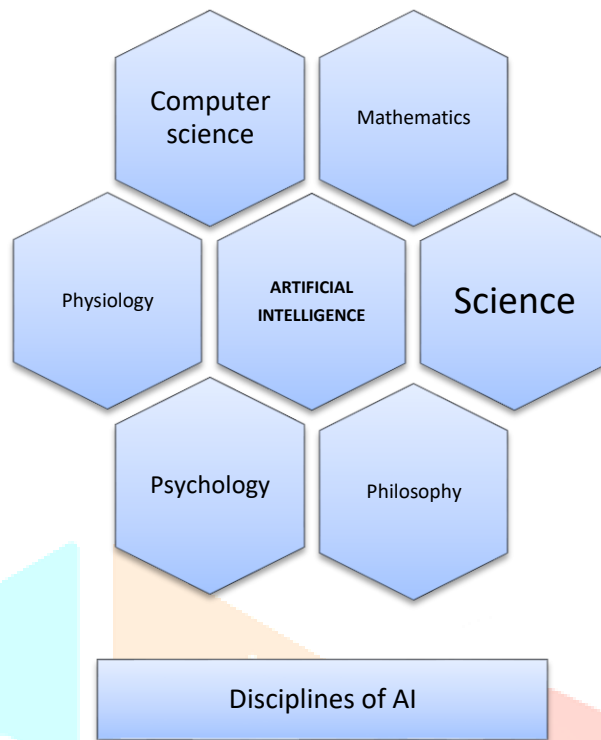 Computer
science
Mathematics
Physiology
ARTIFICIAL
INTELLIGENCE
Science
Psychology
Philosophy
Disciplines of AI